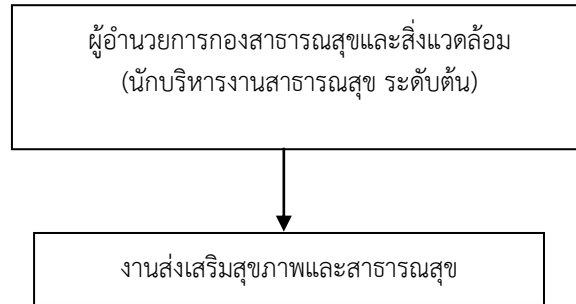 ผู้อำนวยการกองสาธารณสุขและสิ่งแวดล้อม
(นักบริหารงานสาธารณสุข ระดับต้น)
งานส่งเสริมสุขภาพและสาธารณสุข